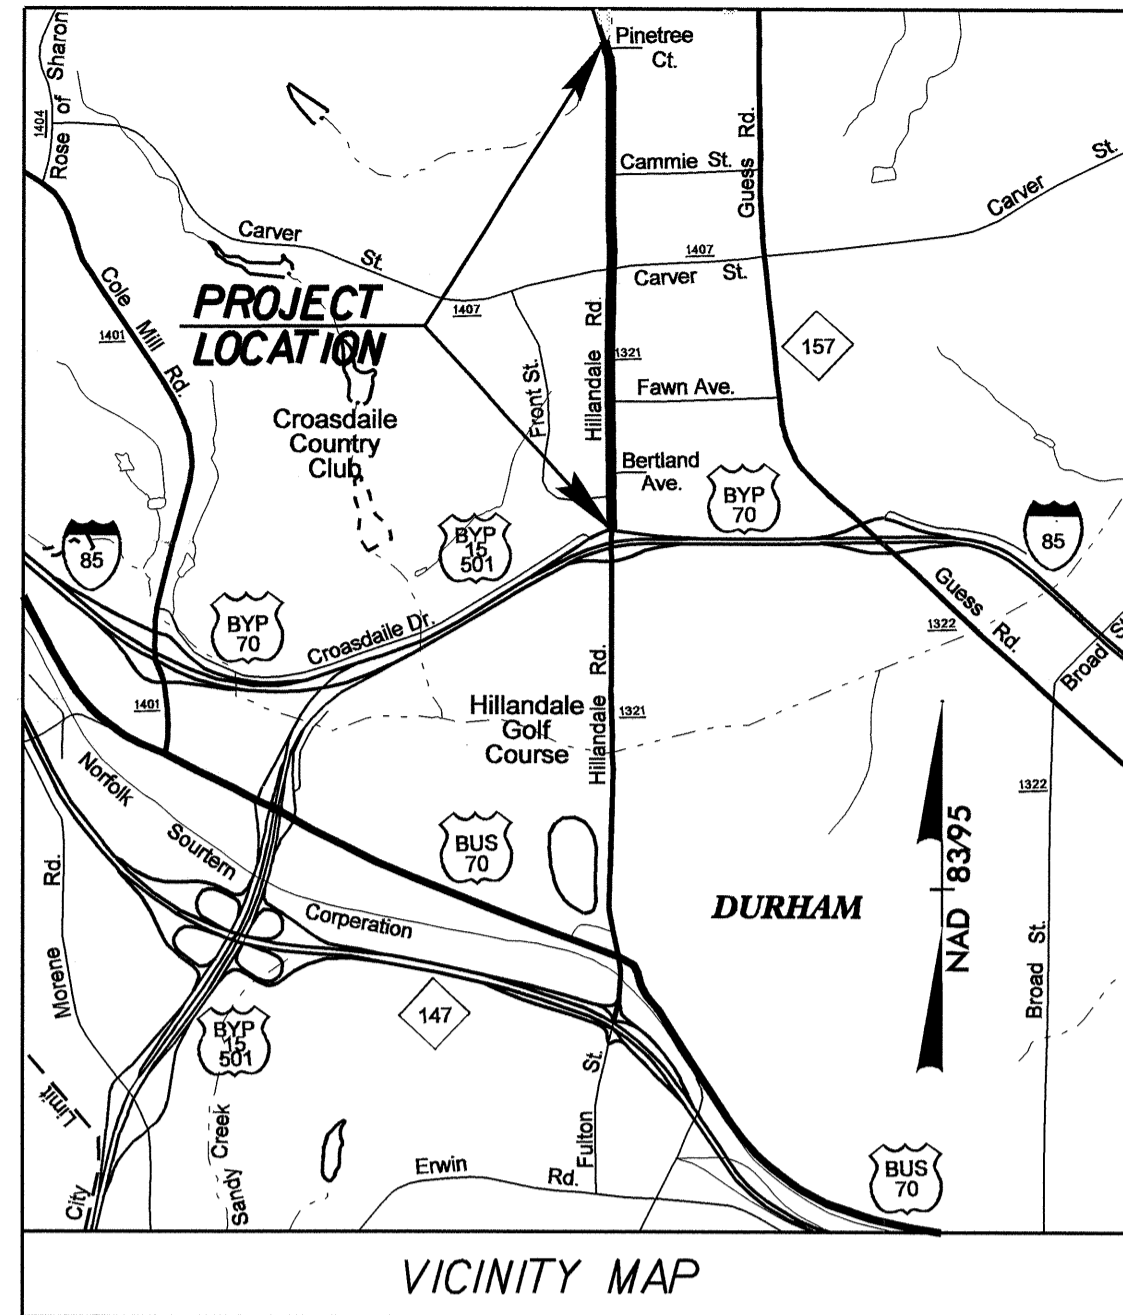 Pinetree
Ct.
Rose of Sharon
1404
Guess Rd.
Cammie St.
Carver St.
Carver St.
1407
Carver St.
PROJECT
LOCATION
1407
Cole Mill Rd.
1401
Hillandale Rd.
1321
157
Front St.
Fawn Ave.
Croasdaile
Country
Club
Bertland
Ave.
BYP
70
BYP
15
501
85
85
BYP
70
Croasdaile Dr.
Guess Rd.
1322
Broad St.
1401
Hillandale
Golf
Course
Hillandale Rd.
1321
Norfolk Sourtern Corperation
1322
BUS
70
NAD 83/95
DURHAM
Morene Rd.
Broad St.
147
BYP
15
501
City Limit
Sandy Creek
Fulton St.
Erwin Rd.
BUS
70
VICINITY MAP